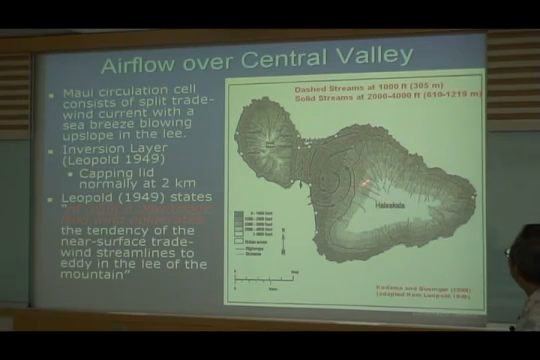 Airflow over Central Valley
Maui circulation cell
consists of split trade-
wind current with a
sea breeze blowing
upslope in the lee.
Inversion Layer
(Leopold 1949)
Capping lid
normally at 2 km
Leopold (1949) states
the tendency of the
near-surface trade-
wind streamlines to
eddy in the lee of the
mountain"
Dashed Streams at 1000 ft (305 m)
Solid Streams at 2000-4000 ft (610-1219 m)
Haleakala
(adapted from Leopold 1949)